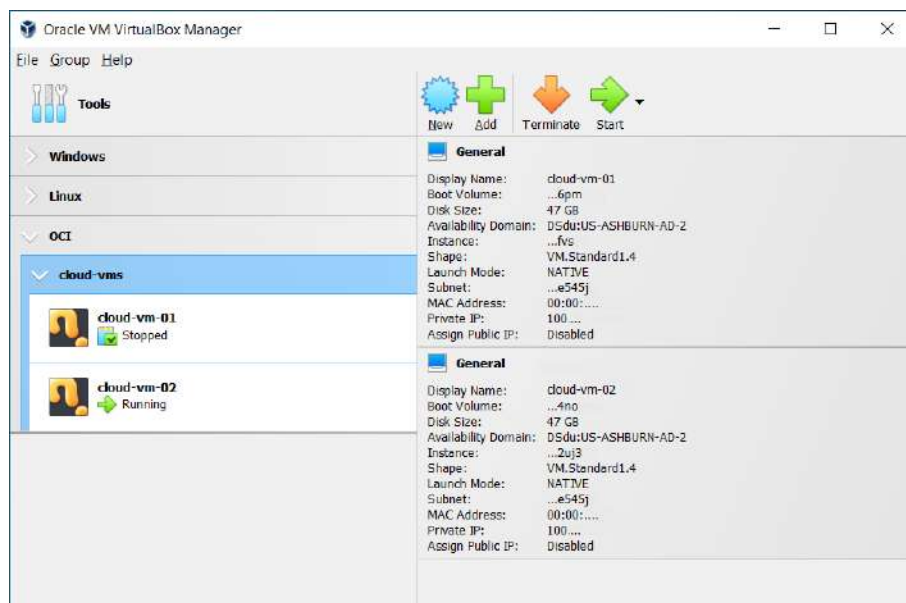 Oracle VM VirtualBox Manager
File Group Help
Tools
New Add Terminate Start
Windows
Linux
OCI
cloud-vms
cloud-vm-01
Stopped
cloud-vm-02
Running
General
Display Name: cloud-vm-01
Boot Volume: ...6pm
Disk Size: 47 GB
Availability Domain: DSdu:US-ASHBURN-AD-2
Instance: ...fvs
Shape: VM.Standard1.4
Launch Mode: NATIVE
Subnet: ...e545j
MAC Address: 00:00:....
Private IP: 100....
Assign Public IP: Disabled
General
Display Name: cloud-vm-02
Boot Volume: ...4no
Disk Size: 47 GB
Availability Domain: DSdu:US-ASHBURN-AD-2
Instance: ...2uj3
Shape: VM.Standard1.4
Launch Mode: NATIVE
Subnet: ...e545j
MAC Address: 00:00:....
Private IP: 100....
Assign Public IP: Disabled